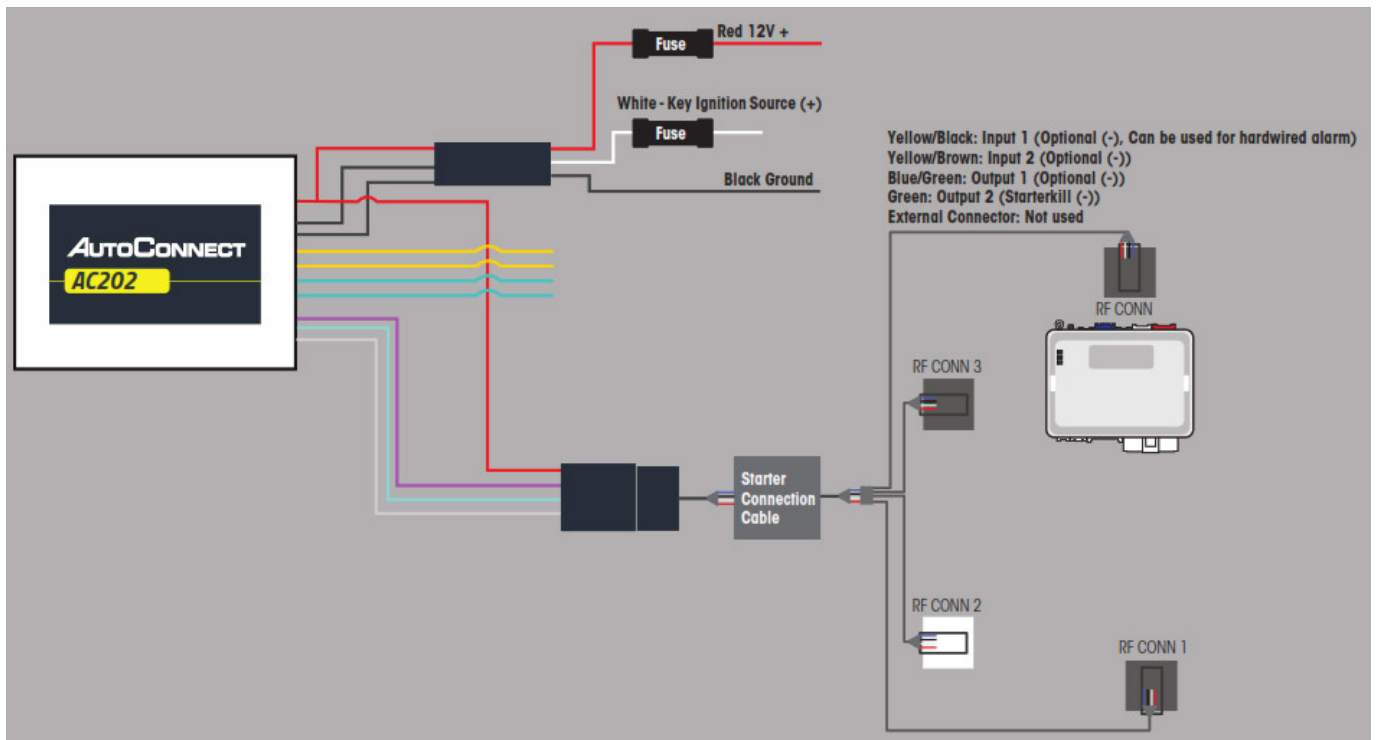 Red 12V +
Fuse
White - Key Ignition Source (+)
Fuse
Black Ground
Yellow/Black: Input 1 (Optional (-), Can be used for hardwired alarm)
Yellow/Brown: Input 2 (Optional (-))
Blue/Green: Output 1 (Optional (-))
Green: Output 2 (Starterkill (-))
External Connector: Not used
AUTOCONNECT
AC202
RF CONN
RF CONN 3
Starter
Connection
Cable
RF CONN 2
RF CONN 1